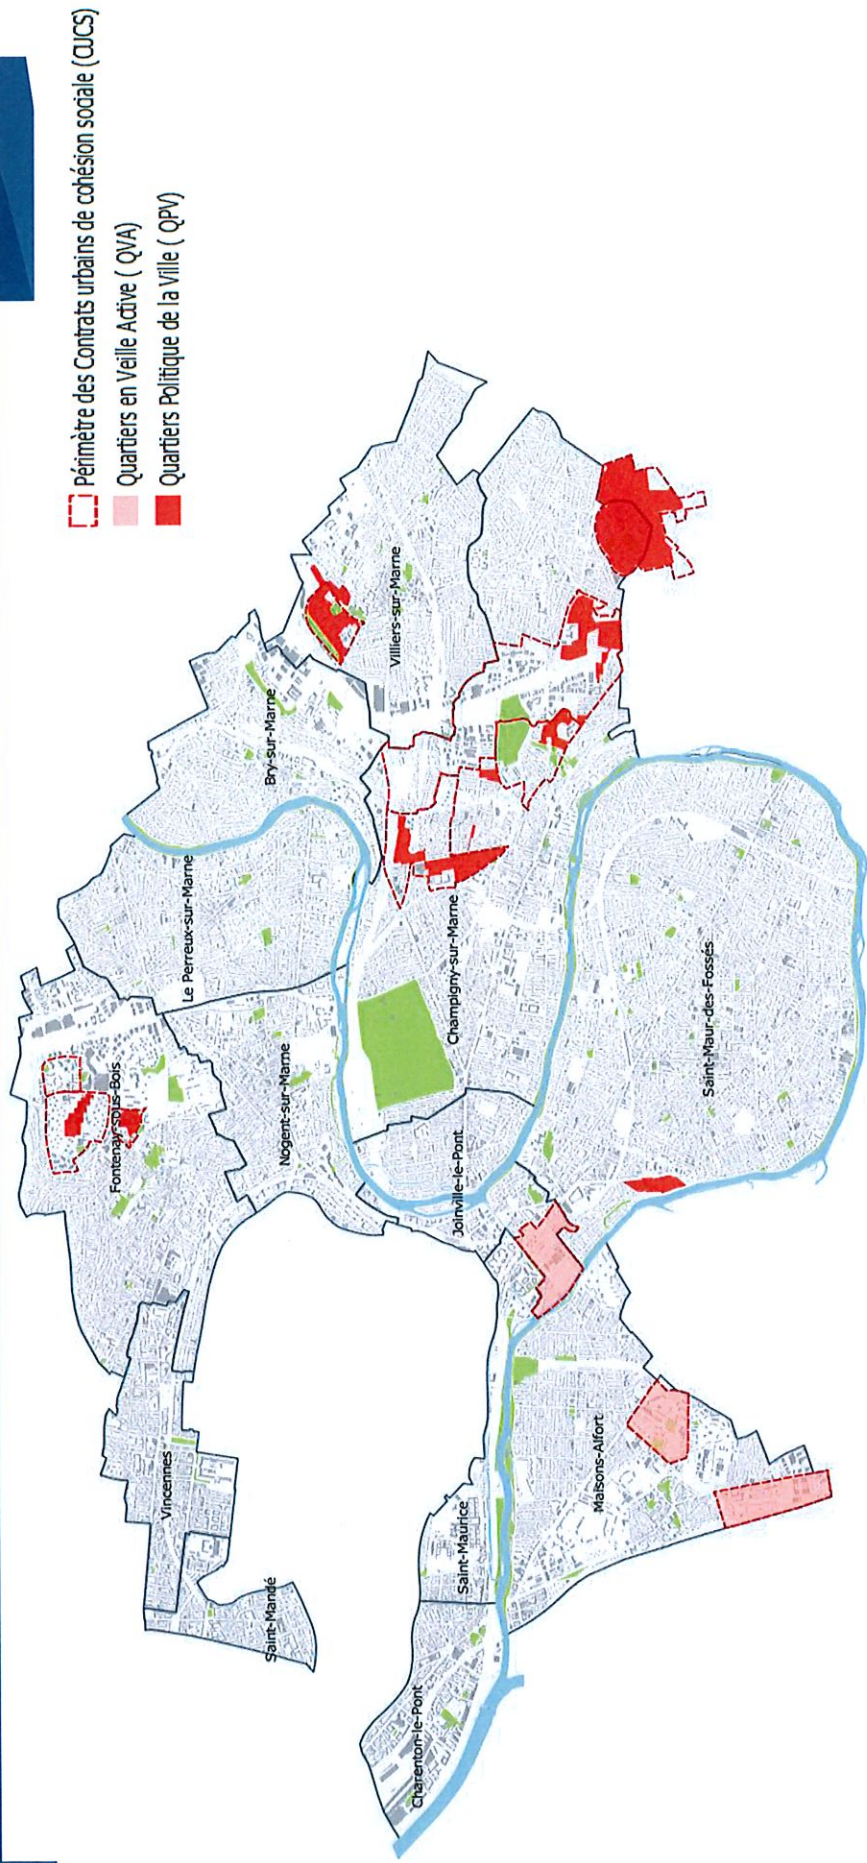 Périmètre des Contrats urbains de cohésion sociale (CUCS)
Quartiers en Veille Active ( QVA)
Quartiers Politique de la Ville ( QPV)
Fontenay-sous-Bois
Le Perreux-sur-Marne
Bry-sur-Marne
Vincennes
Nogent-sur-Marne
Saint-Mandé
Villiers-sur-Marne
Champigny-sur-Marne
Joinville-le-Pont
Saint-Maurice
Charenton-le-Pont
Maisons-Alfort
Saint-Maur-des-Fossés